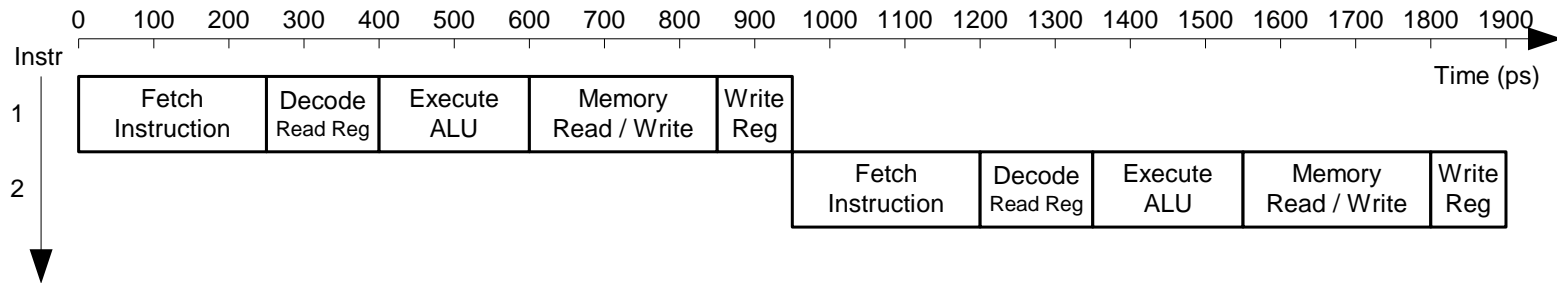 0 100 200 300 400 500 600 700 800 900 1000 1100 1200 1300 1400 1500 1600 1700 1800 1900
Instr
Time (ps)
1
Fetch
Instruction
Decode
Read Reg
Execute
ALU
Memory
Read / Write
Write
Reg
2
Fetch
Instruction
Decode
Read Reg
Execute
ALU
Memory
Read / Write
Write
Reg